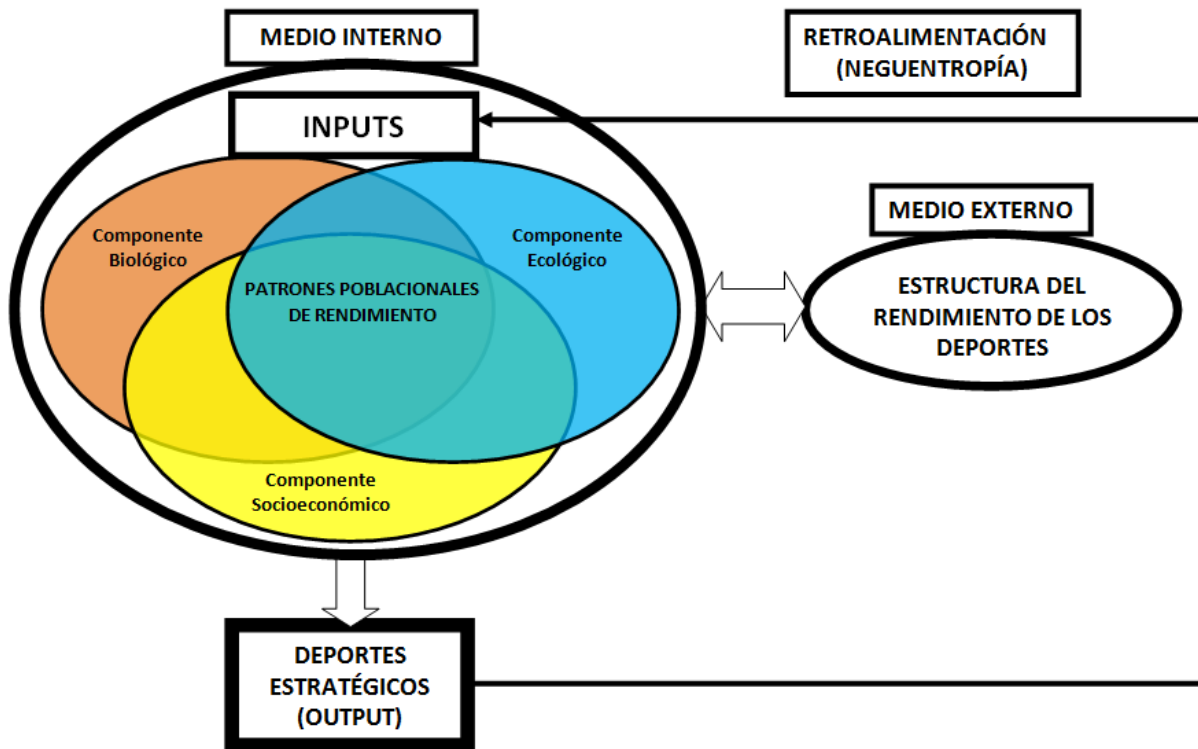 MEDIO INTERNO
RETROALIMENTACIÓN
(NEGUENTROPÍA)
INPUTS
MEDIO EXTERNO
Componente
Biológico
Componente
Ecológico
PATRONES POBLACIONALES
DE RENDIMIENTO
ESTRUCTURA DEL
RENDIMIENTO DE LOS
DEPORTES
Componente
Socioeconómico
DEPORTES
ESTRATÉGICOS
(OUTPUT)